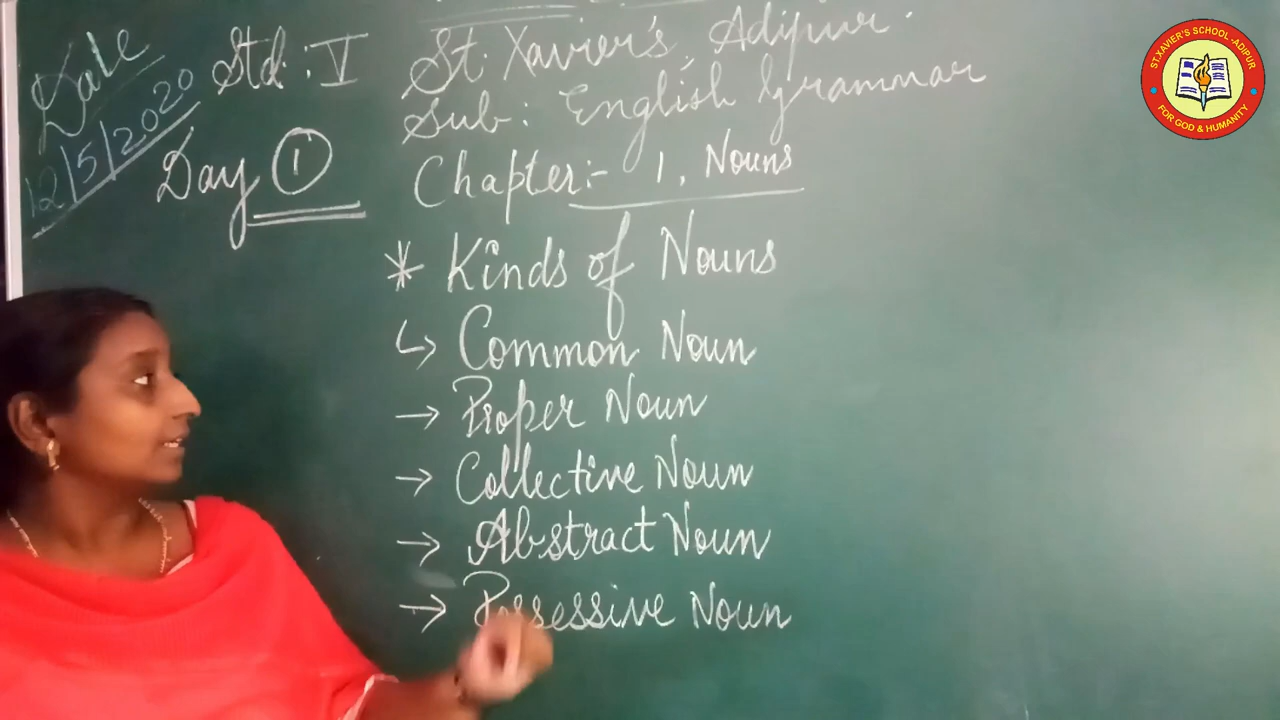 Date
12/5/2020
Std : V
St. Xavier's, Adipur.
Sub : English Grammar
Day 1
Chapter:- 1, Nouns
* Kinds of Nouns
↳ Common Noun
→ Proper Noun
→ Collective Noun
→ Abstract Noun
→ Possessive Noun
ST.XAVIER'S SCHOOL-ADIPUR
FOR GOD & HUMANITY